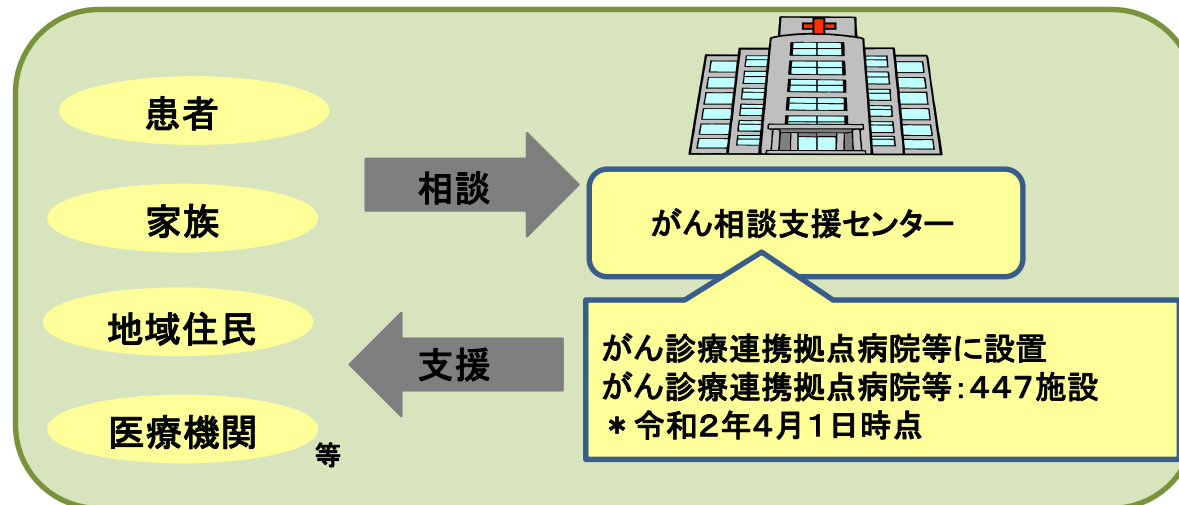 患者
家族
地域住民
医療機関
等
相談
支援
がん相談支援センター
がん診療連携拠点病院等に設置
がん診療連携拠点病院等:447施設
*令和2年4月1日時点